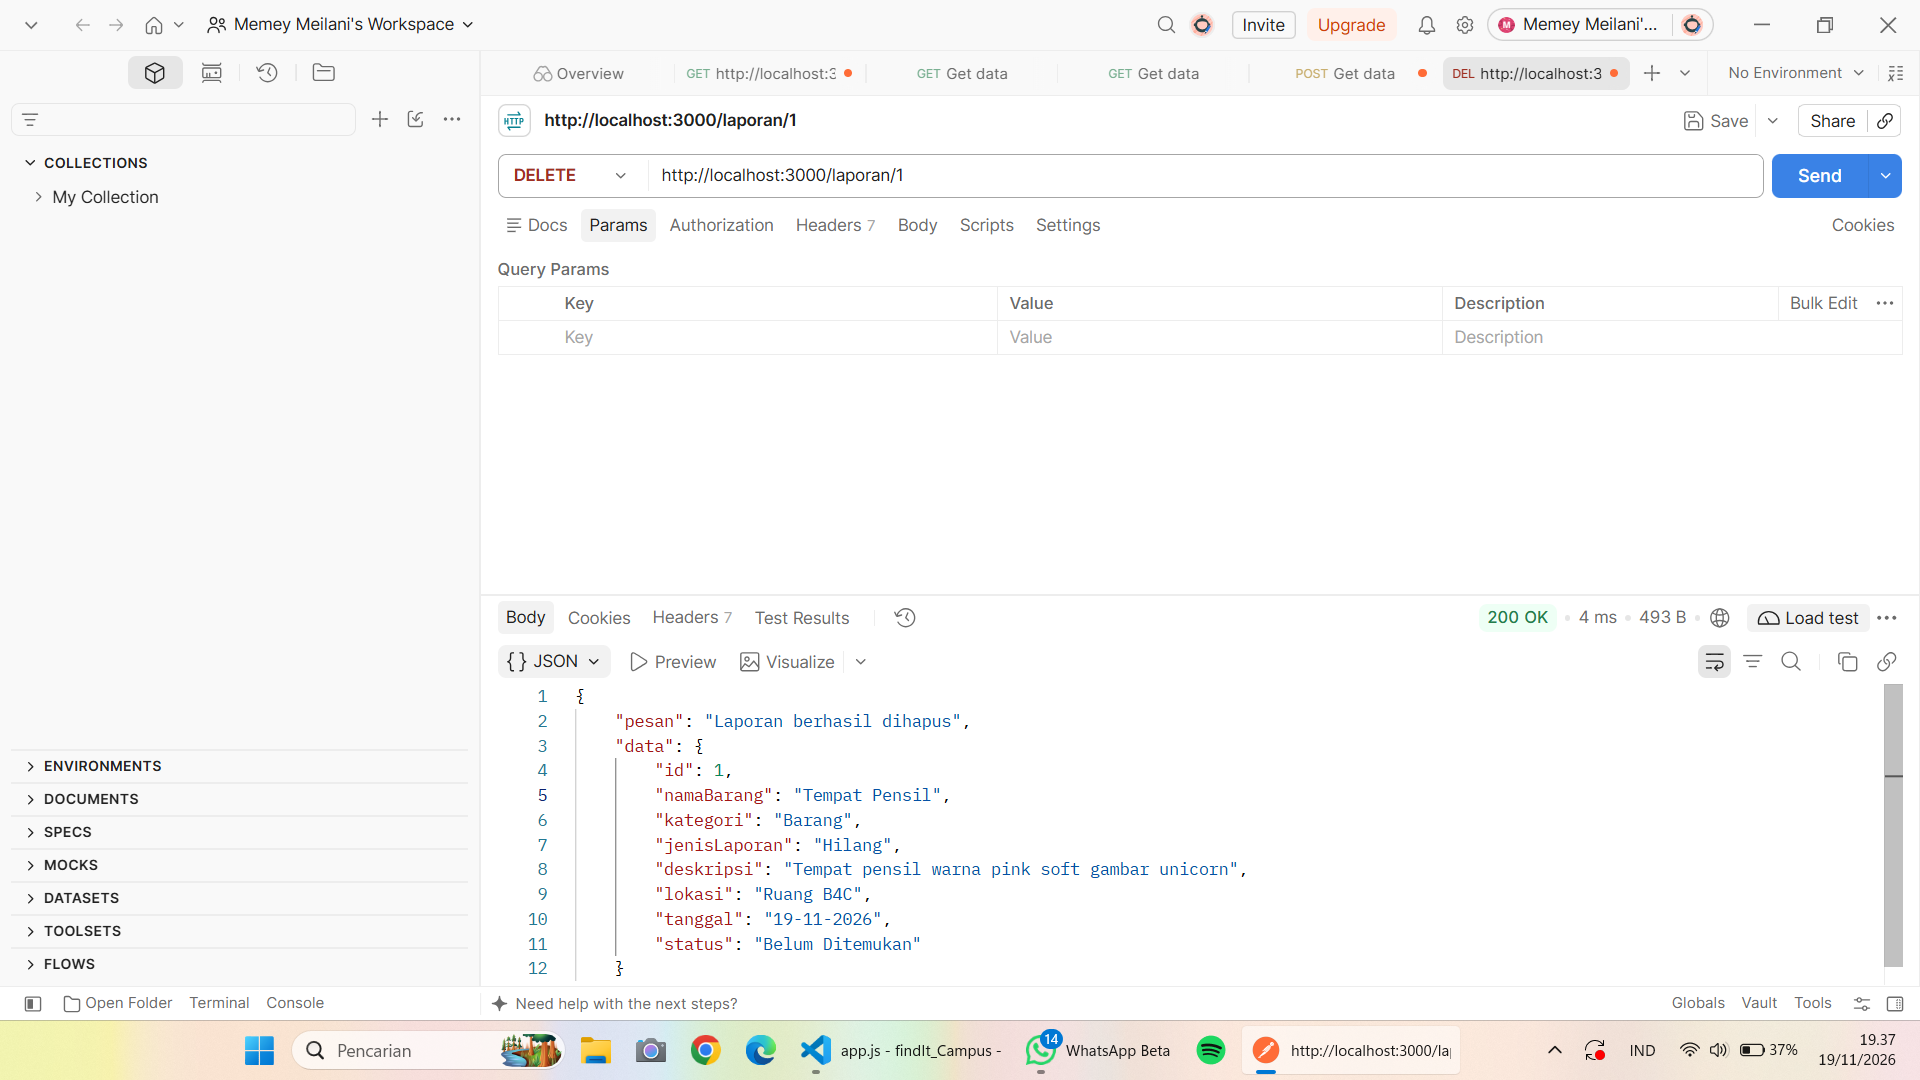 Memey Meilani's Workspace
Invite
Upgrade
M
Memey Meilani'...
Overview
GET http://localhost:3
GET Get data
GET Get data
POST Get data
DEL http://localhost:3
No Environment
HTTP
http://localhost:3000/laporan/1
Save
Share
COLLECTIONS
My Collection
DELETE
http://localhost:3000/laporan/1
Send
Docs
Params
Authorization
Headers 7
Body
Scripts
Settings
Cookies
Query Params
Key
Value
Description
Bulk Edit
Key
Value
Description
Body
Cookies
Headers 7
Test Results
200 OK
4 ms
493 B
Load test
{} JSON
Preview
Visualize
1 {
2 "pesan": "Laporan berhasil dihapus",
3 "data": {
4 "id": 1,
5 "namaBarang": "Tempat Pensil",
6 "kategori": "Barang",
7 "jenisLaporan": "Hilang",
8 "deskripsi": "Tempat pensil warna pink soft gambar unicorn",
9 "lokasi": "Ruang B4C",
10 "tanggal": "19-11-2026",
11 "status": "Belum Ditemukan"
12 }
ENVIRONMENTS
DOCUMENTS
SPECS
MOCKS
DATASETS
TOOLSETS
FLOWS
Open Folder
Terminal
Console
Need help with the next steps?
Globals
Vault
Tools
Pencarian
app.js - findIt_Campus -
14
WhatsApp Beta
http://localhost:3000/la
IND
37%
19.37
19/11/2026